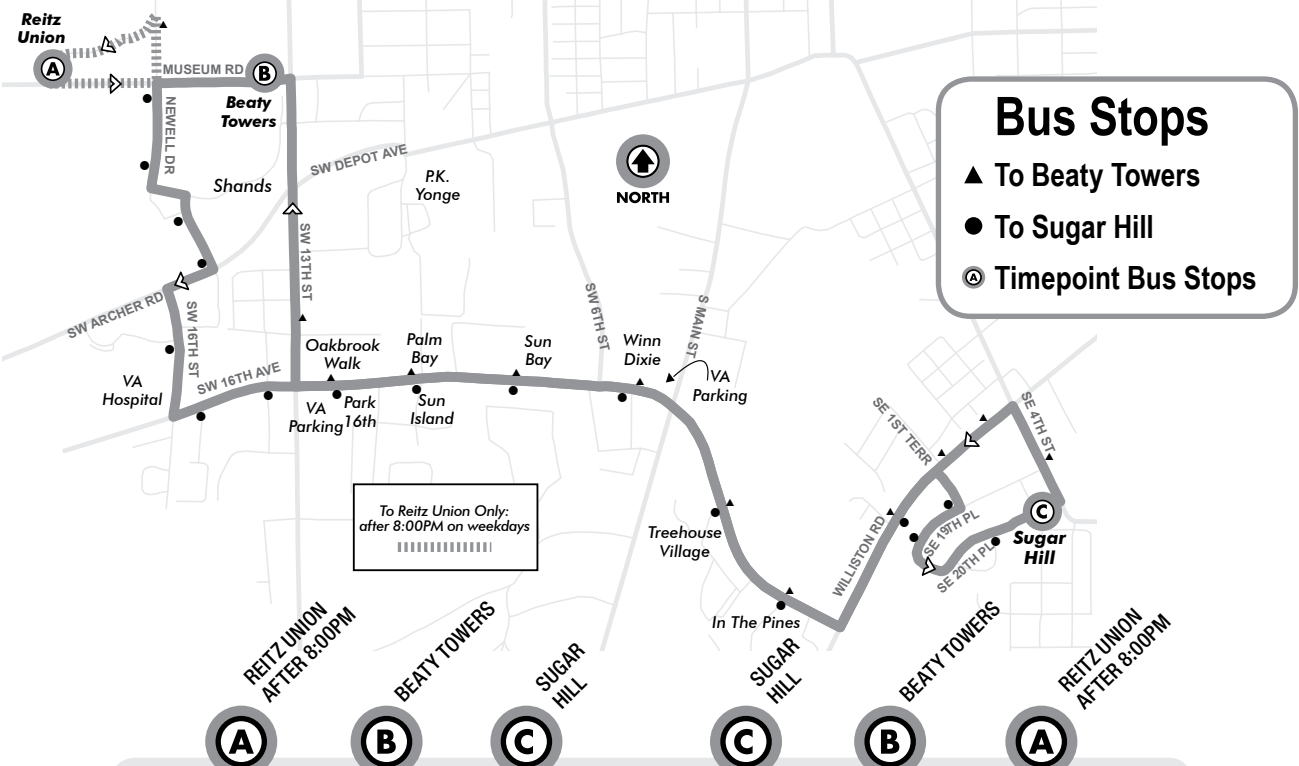 Reitz
Union
A
MUSEUM RD
B
Beaty
Towers
NEWELL DR
Shands
SW DEPOT AVE
P.K.
Yonge
NORTH
Bus Stops
To Beaty Towers
To Sugar Hill
A Timepoint Bus Stops
SW 13TH ST
SW ARCHER RD
SW 16TH ST
SW 6TH ST
S MAIN ST
Oakbrook
Walk
Palm
Bay
Sun
Bay
Winn
Dixie
VA
Parking
VA
Hospital
SW 16TH AVE
VA
Parking
Park
16th
Sun
Island
SE 1ST TERR
SE 4TH ST
To Reitz Union Only:
after 8:00PM on weekdays
Treehouse
Village
WILLISTON RD
SE 19TH PL
SE 20TH PL
C
Sugar
Hill
In The Pines
REITZ UNION
AFTER 8:00PM
BEATY TOWERS
SUGAR
HILL
SUGAR
HILL
BEATY TOWERS
REITZ UNION
AFTER 8:00PM
A
B
C
C
B
A